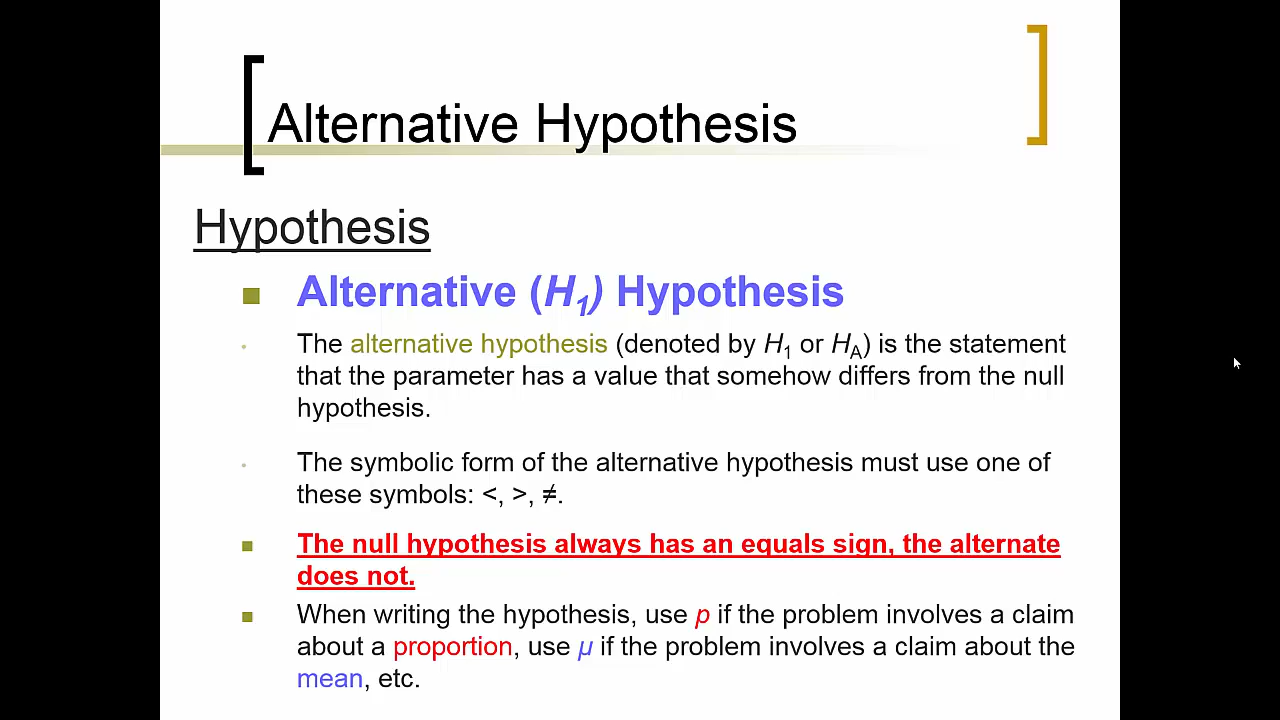 Alternative Hypothesis
Hypothesis
Alternative (H1) Hypothesis
The alternative hypothesis (denoted by H1 or HA) is the statement
that the parameter has a value that somehow differs from the null
hypothesis.
The symbolic form of the alternative hypothesis must use one of
these symbols: <, >, ≠.
The null hypothesis always has an equals sign, the alternate
does not.
When writing the hypothesis, use p if the problem involves a claim
about a proportion, use μ if the problem involves a claim about the
mean, etc.